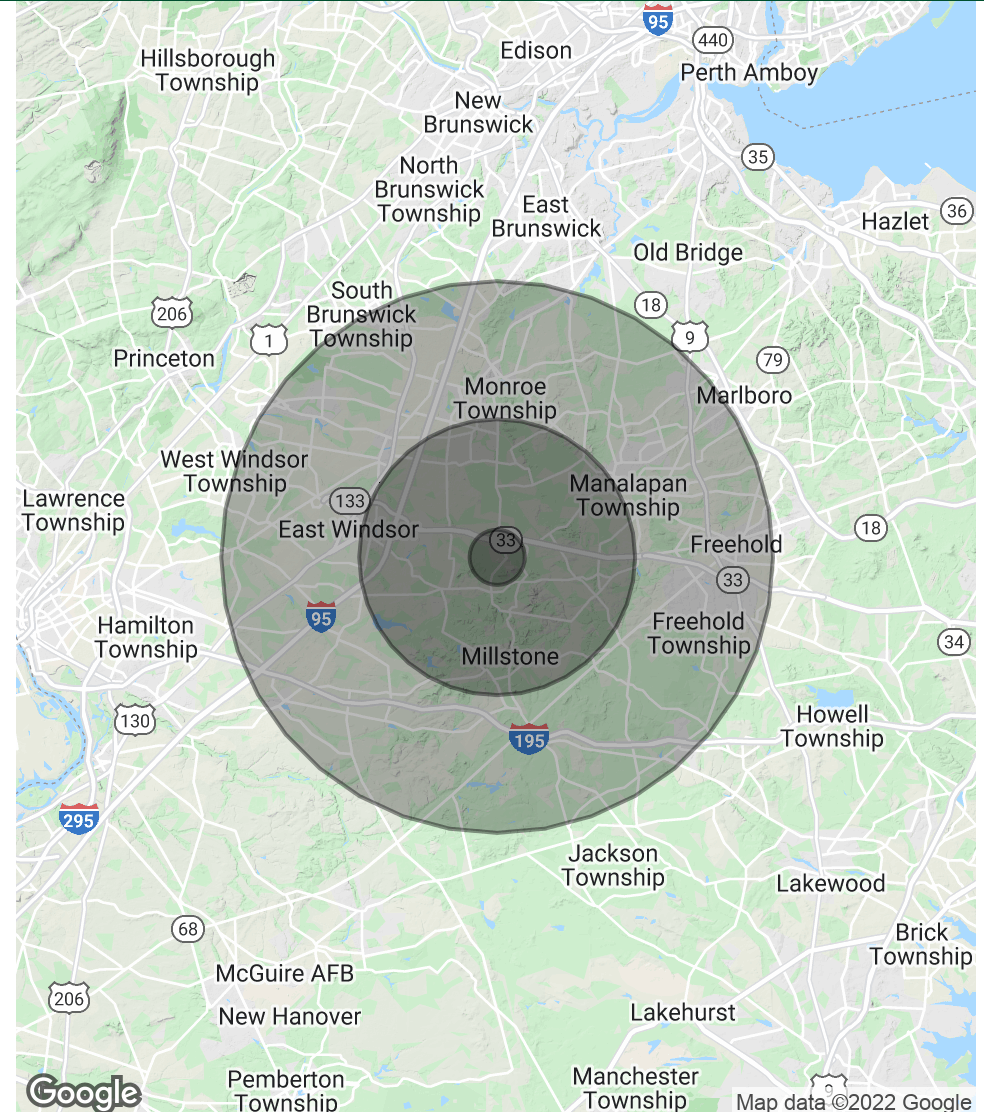 95
440
Edison
Hillsborough
Township
Perth Amboy
New
Brunswick
35
North
Brunswick
Township
East
Brunswick
36
Hazlet
Old Bridge
South
Brunswick
Township
18
206
1
9
Princeton
79
Monroe
Township
Marlboro
West Windsor
Township
Manalapan
Township
Lawrence
Township
133
East Windsor
18
33
Freehold
33
95
Hamilton
Township
Freehold
Township
34
Millstone
130
195
Howell
Township
295
Jackson
Township
Lakewood
68
Brick
Township
McGuire AFB
206
New Hanover
Lakehurst
Pemberton
Township
Manchester
Township
9
Google
Map data ©2022 Google